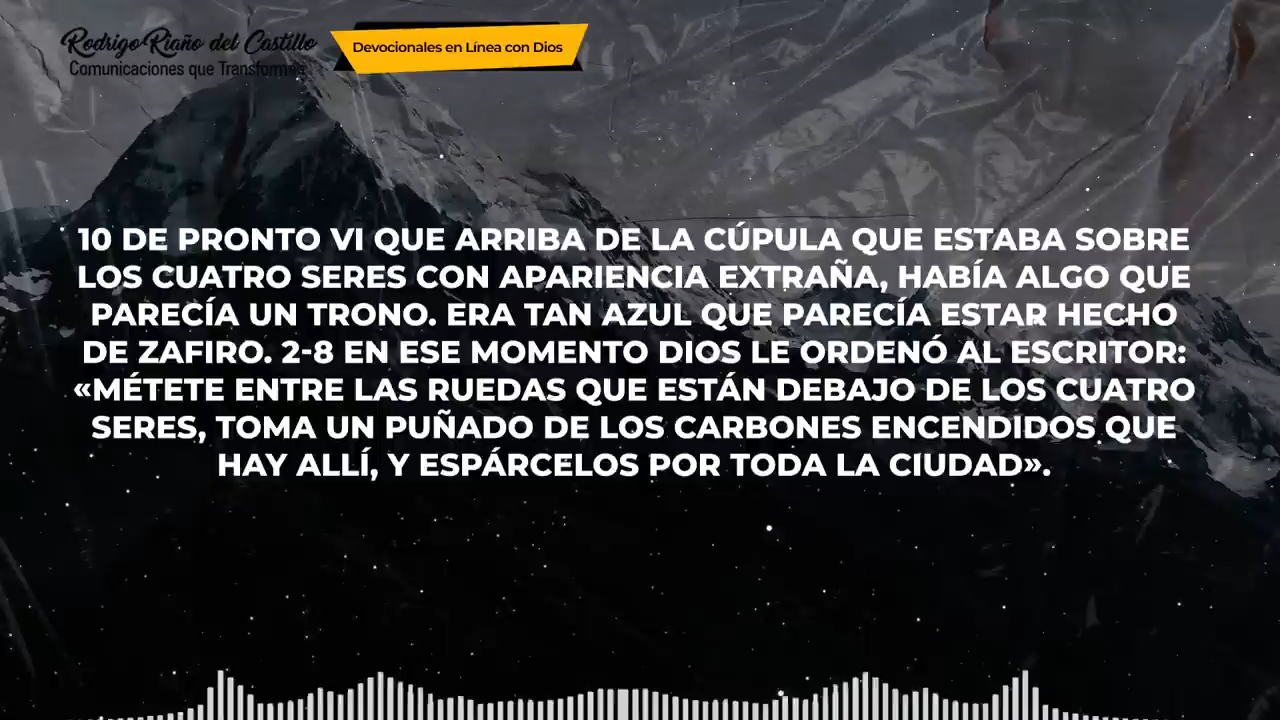 Rodrigo Riaño del Castillo
Comunicaciones que Transforman
Devocionales en Línea con Dios
10 DE PRONTO VI QUE ARRIBA DE LA CÚPULA QUE ESTABA SOBRE
LOS CUATRO SERES CON APARIENCIA EXTRAÑA, HABÍA ALGO QUE
PARECÍA UN TRONO. ERA TAN AZUL QUE PARECÍA ESTAR HECHO
DE ZAFIRO. 2-8 EN ESE MOMENTO DIOS LE ORDENÓ AL ESCRITOR:
«MÉTETE ENTRE LAS RUEDAS QUE ESTÁN DEBAJO DE LOS CUATRO
SERES, TOMA UN PUÑADO DE LOS CARBONES ENCENDIDOS QUE
HAY ALLÍ, Y ESPÁRCELOS POR TODA LA CIUDAD».